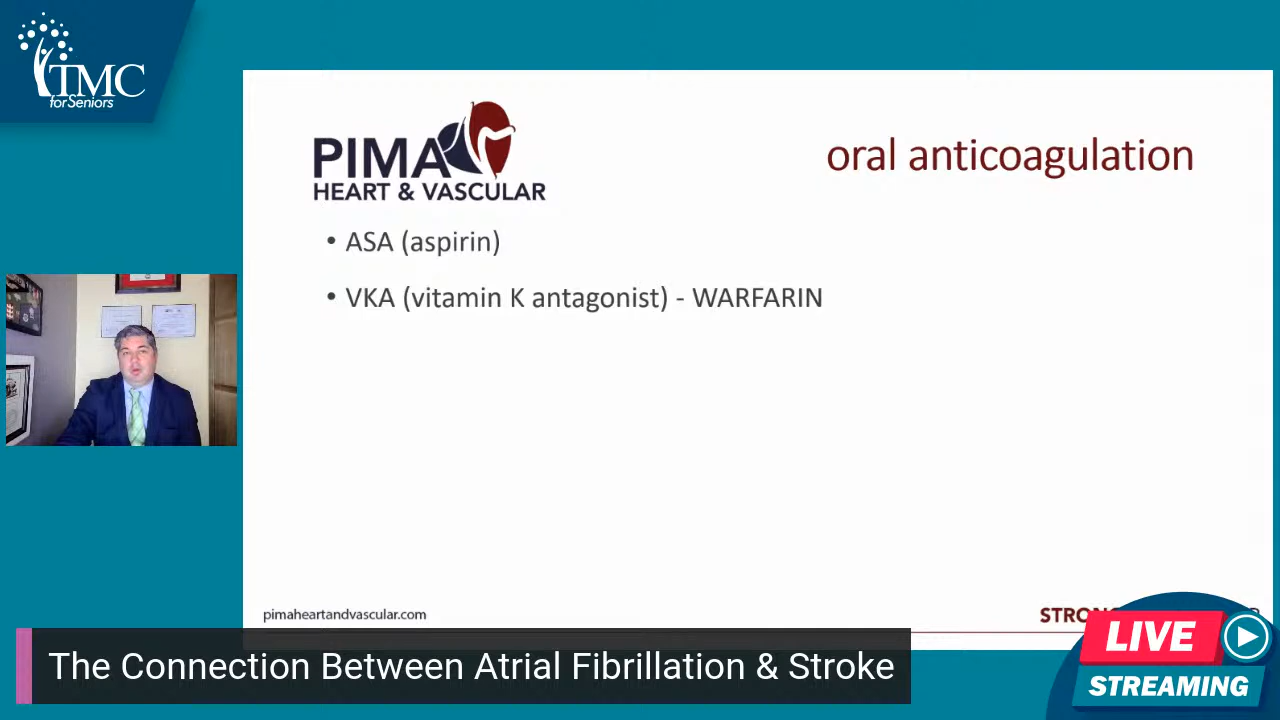 TMC
for Seniors
PIMA
HEART & VASCULAR
oral anticoagulation
• ASA (aspirin)
• VKA (vitamin K antagonist) - WARFARIN
pimaheartandvascular.com
The Connection Between Atrial Fibrillation & Stroke
LIVE
STREAMING